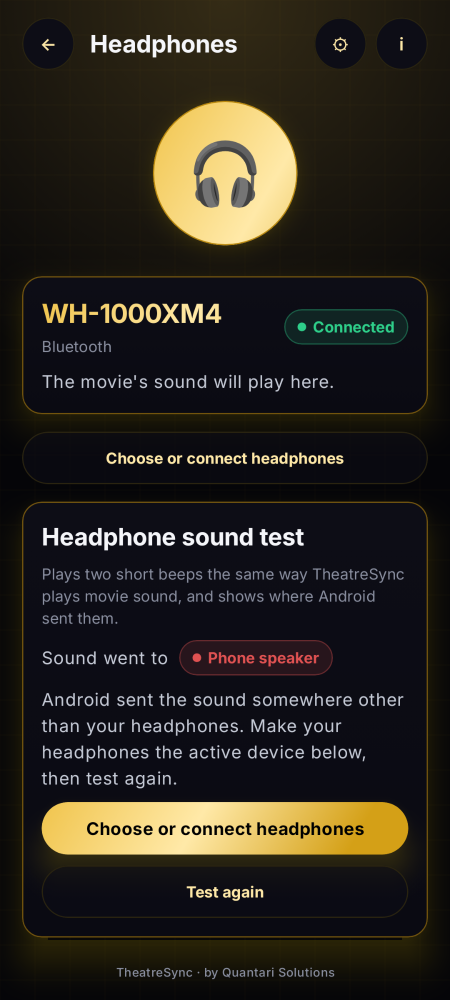 Headphones
WH-1000XM4
Connected
Bluetooth
The movie's sound will play here.
Choose or connect headphones
Headphone sound test
Plays two short beeps the same way TheatreSync
plays movie sound, and shows where Android
sent them.
Sound went to Phone speaker
Android sent the sound somewhere other
than your headphones. Make your
headphones the active device below,
then test again.
Choose or connect headphones
Test again
TheatreSync · by Quantari Solutions